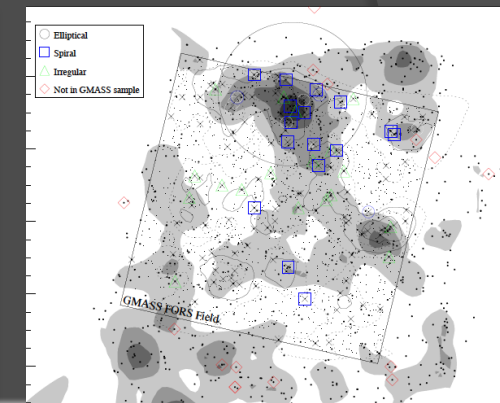 Elliptical
Spiral
Irregular
Not in GMASS sample
GMASS FORS Field